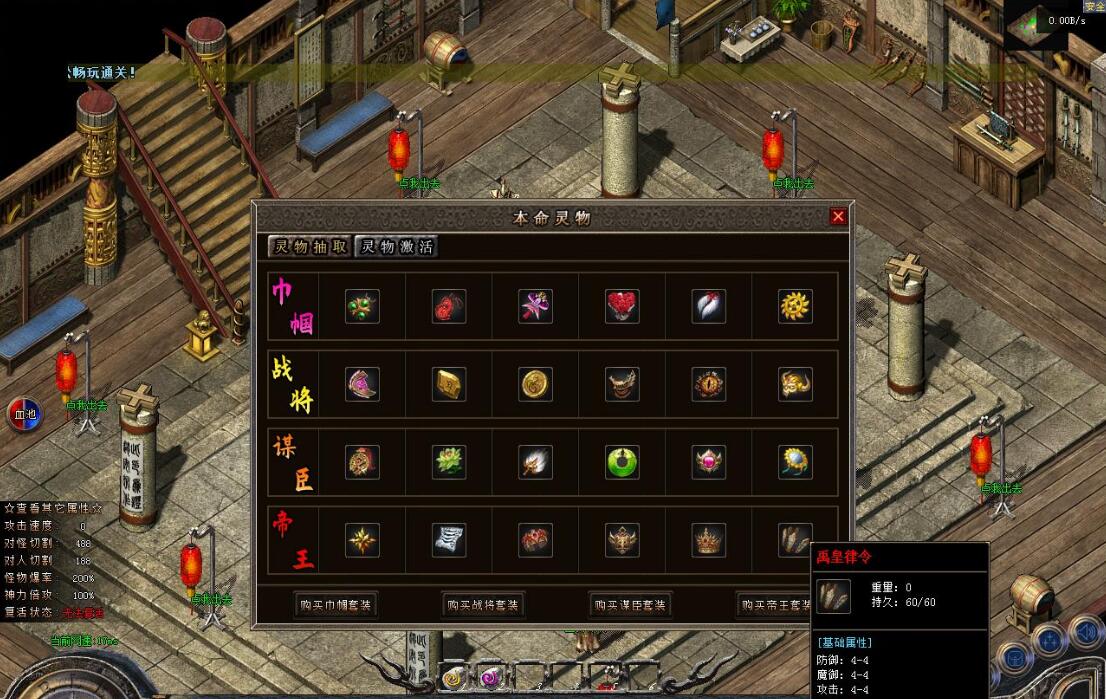 安全
0.00B/s
畅玩通关!
点我出去
点我出去
本命灵物
灵物抽取 灵物激活
巾帼
战将
谋臣
帝王
购买巾帼套装 购买战将套装 购买谋臣套装 购买帝王套装
点我出去
血池
点我出去
点我出去
☆查看其它属性☆
攻击速度: 0
对怪切割: 488
对人切割: 188
怪物爆率: 200%
神力倍攻: 100%
复活状态:
禹皇律令
重量: 0
持久: 60/60
[基础属性]
防御: 4-4
魔御: 4-4
攻击: 4-4